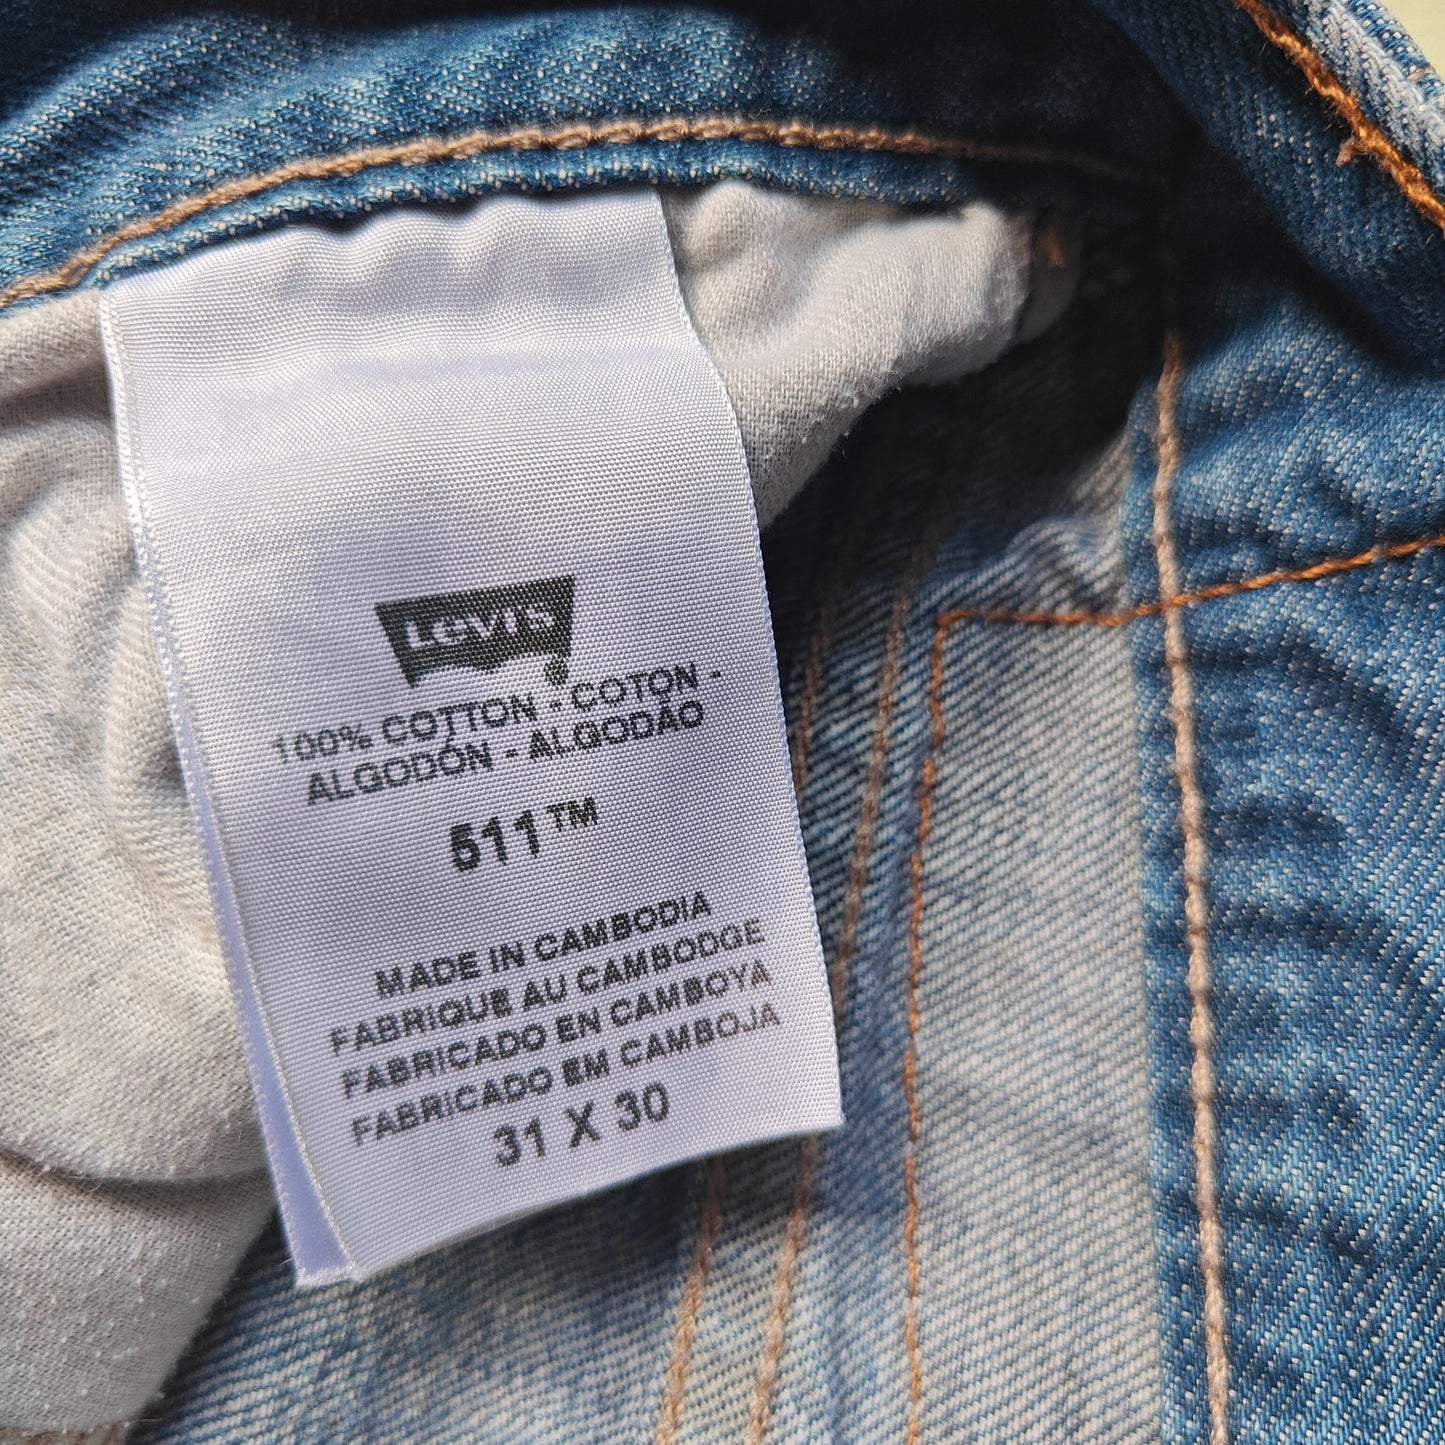 Levi's
100% COTTON - COTON -
ALGODÓN - ALGODÃO
511™
MADE IN CAMBODIA
FABRIQUE AU CAMBODGE
FABRICADO EN CAMBOYA
FABRICADO EM CAMBOJA
31 X 30